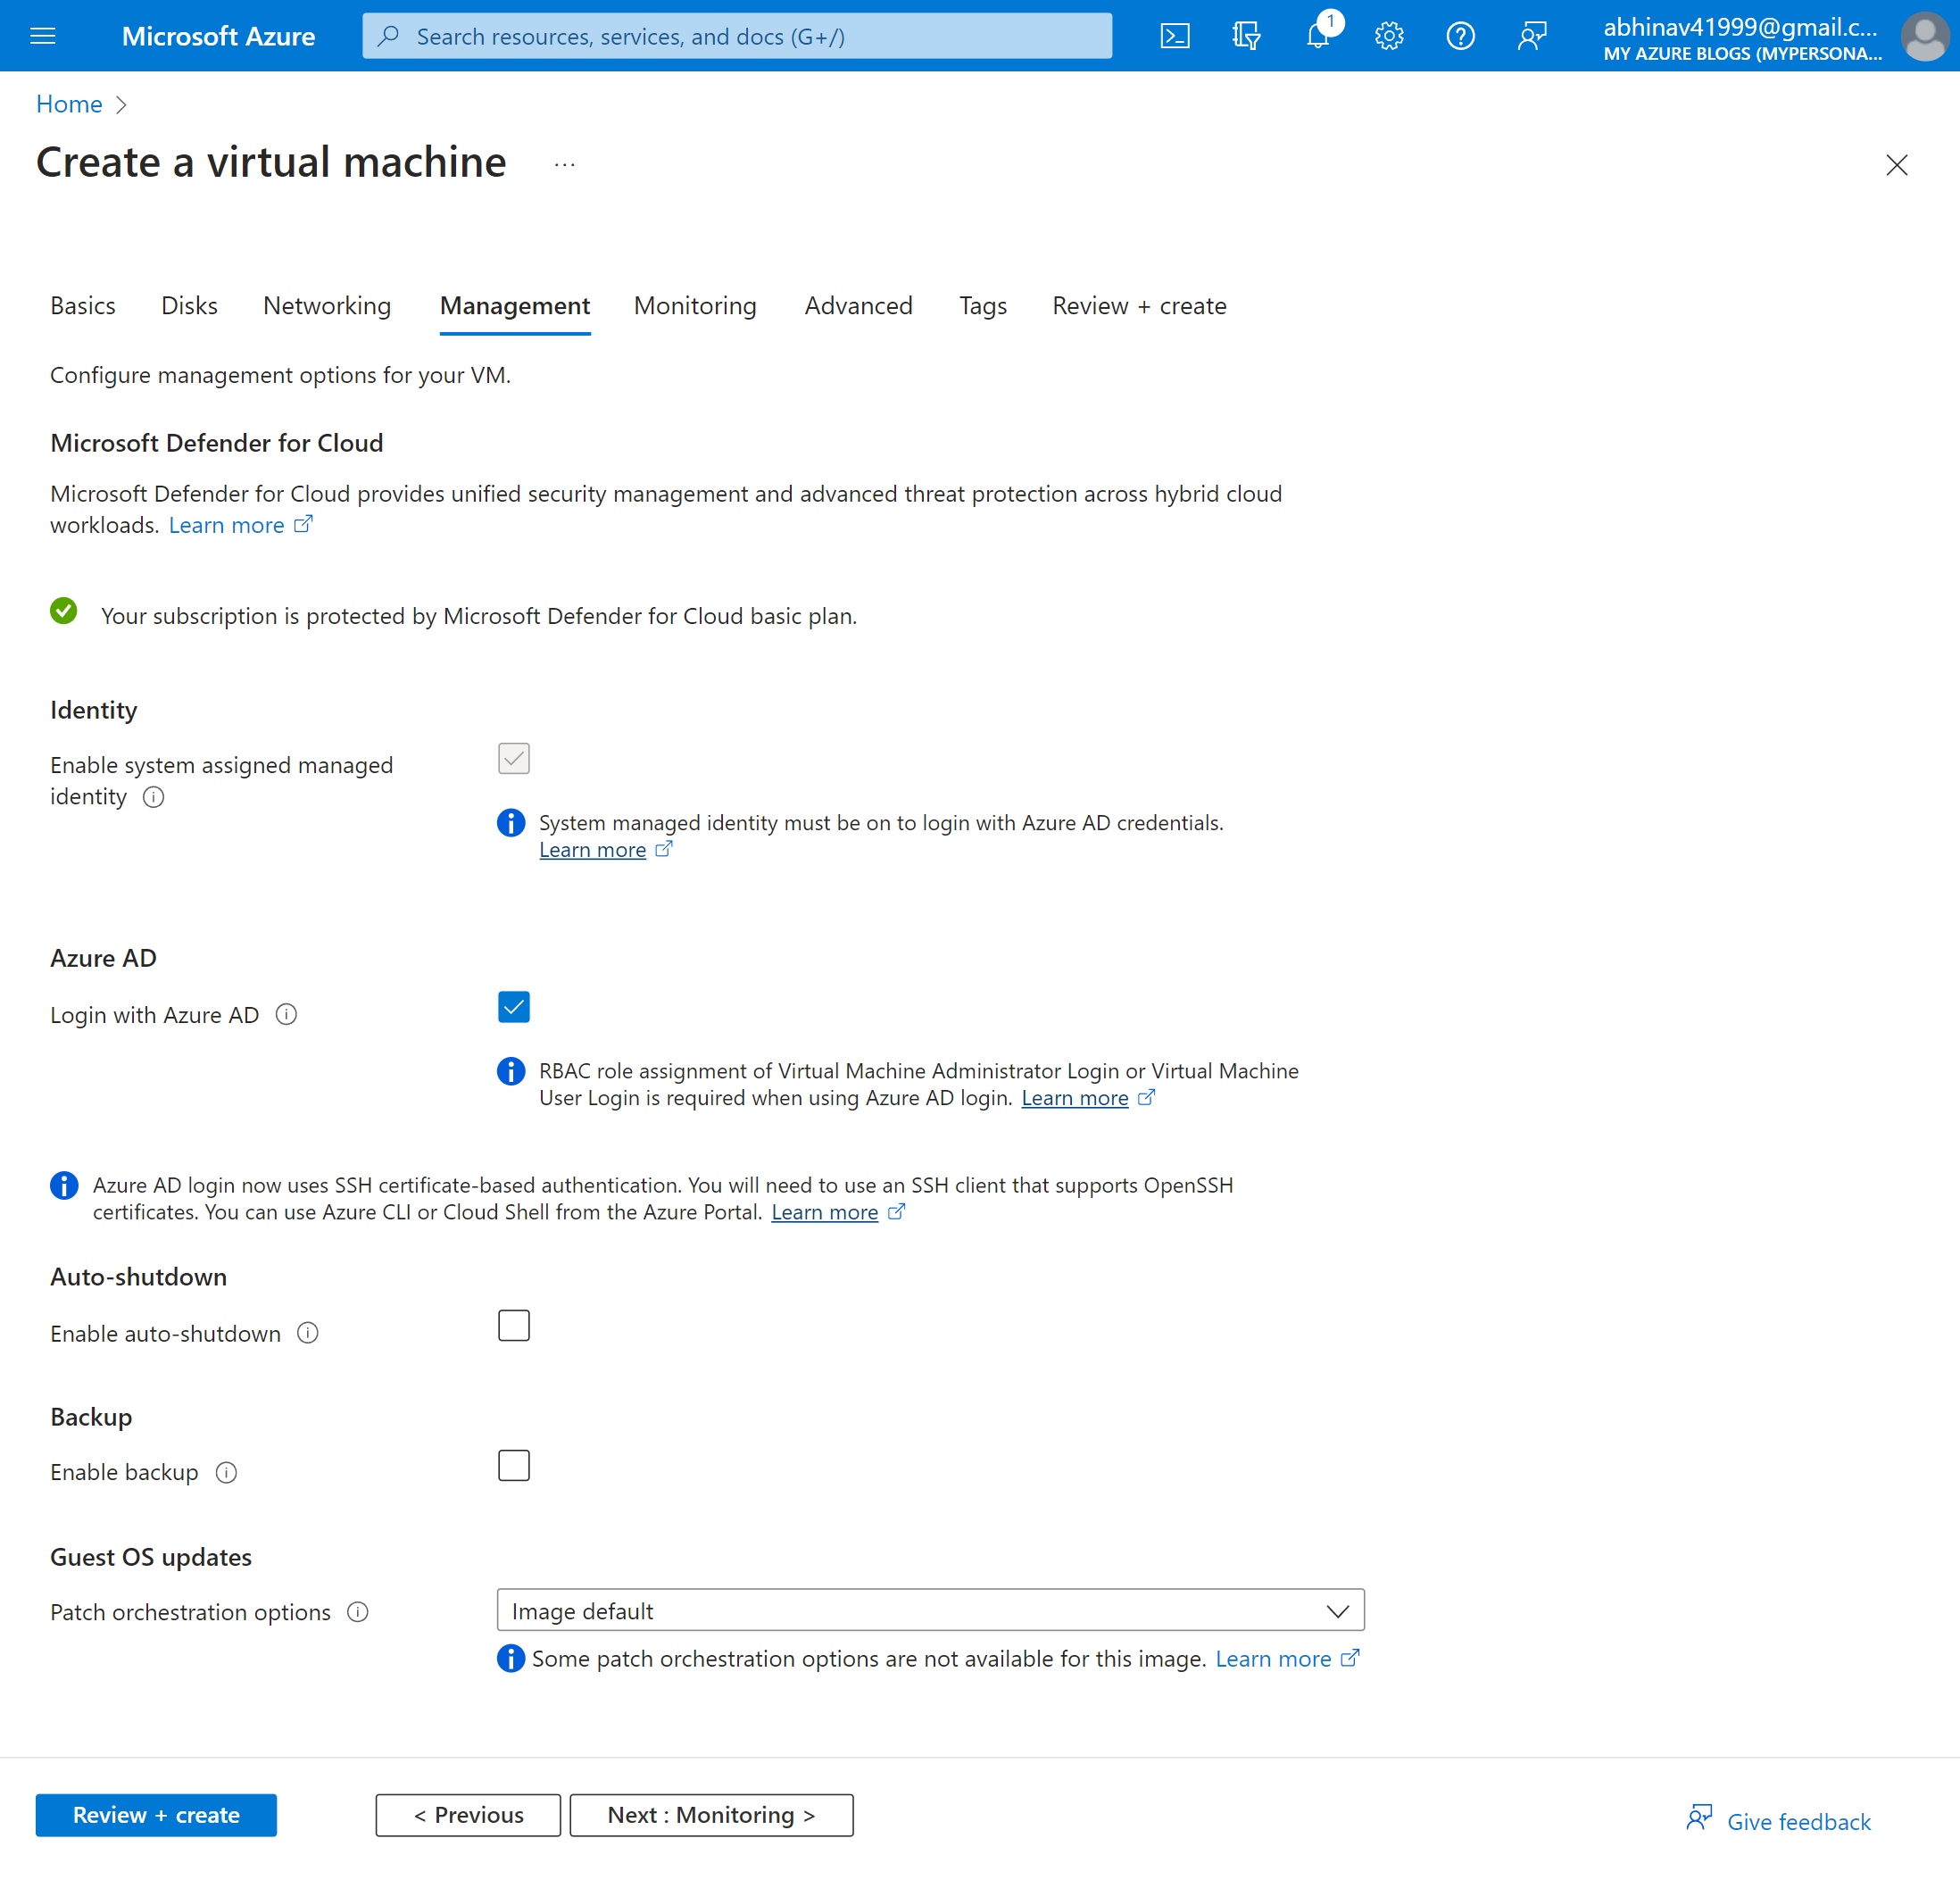 Microsoft Azure
Search resources, services, and docs (G+/)
1
abhinav41999@gmail.c...
MY AZURE BLOGS (MYPERSONA...
Home
Create a virtual machine ...
Basics Disks Networking Management Monitoring Advanced Tags Review + create
Configure management options for your VM.
Microsoft Defender for Cloud
Microsoft Defender for Cloud provides unified security management and advanced threat protection across hybrid cloud
workloads. Learn more
Your subscription is protected by Microsoft Defender for Cloud basic plan.
Identity
Enable system assigned managed
identity
System managed identity must be on to login with Azure AD credentials.
Learn more
Azure AD
Login with Azure AD
RBAC role assignment of Virtual Machine Administrator Login or Virtual Machine
User Login is required when using Azure AD login. Learn more
Azure AD login now uses SSH certificate-based authentication. You will need to use an SSH client that supports OpenSSH
certificates. You can use Azure CLI or Cloud Shell from the Azure Portal. Learn more
Auto-shutdown
Enable auto-shutdown
Backup
Enable backup
Guest OS updates
Patch orchestration options
Image default
Some patch orchestration options are not available for this image. Learn more
Review + create
< Previous
Next : Monitoring >
Give feedback